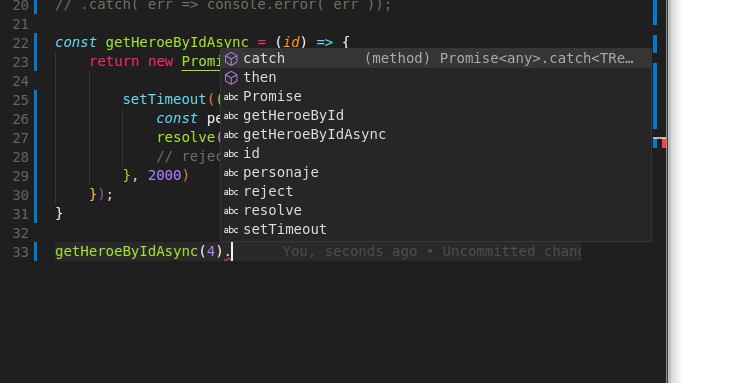 20 // .catch( err => console.error( err ));
21
22 const getHeroeByIdAsync = (id) => {
23 return new Promi
24
25 setTimeout((
26 const pe
27 resolve(
28 // rejec
29 }, 2000)
30 });
31 }
32
33 getHeroeByIdAsync(4). You, seconds ago • Uncommitted chang
catch (method) Promise<any>.catch<TRe…
then
abc Promise
abc getHeroeById
abc getHeroeByIdAsync
abc id
abc personaje
abc reject
abc resolve
abc setTimeout